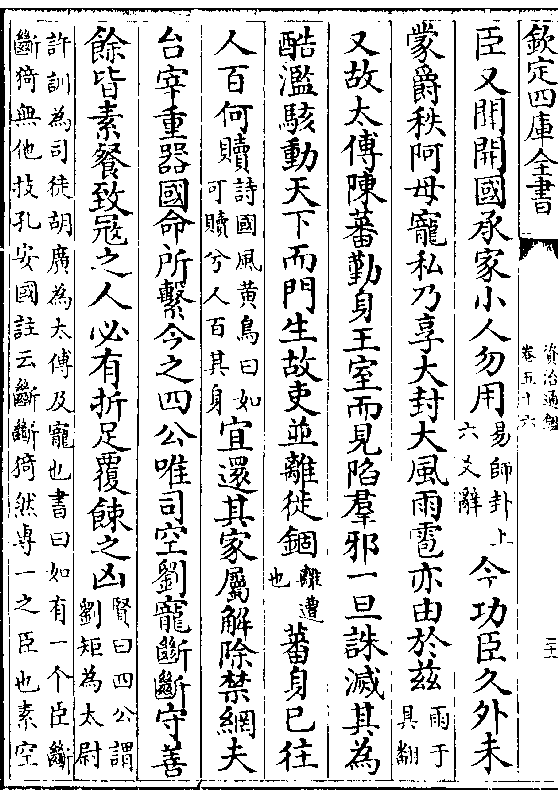 欽定四庫全書
資治通鑑
卷五十六
臣又聞開國承家小人勿用
易師卦上
六爻辭
今功臣久外未
蒙爵秩阿母寵私乃享大封大風雨雹亦由於兹
雨于
具翻
又故太傅陳蕃勤身王室而見陷羣邪一旦誅滅其為
酷濫駭動天下而門生故吏並離徙錮
離遭
也
蕃身已往
人百何贖
詩國風黄鳥曰如
可贖兮人百其身
宜還其家屬解除禁網夫
台宰重器國命所繫今之四公唯司空劉寵斷斷守善
餘皆素餐致冦之人必有折足覆餗之凶
賢曰四公謂
劉矩為太尉
許訓為司徒胡廣為太傅及寵也書曰如有一个臣斷
斷猗無他技孔安國註云斷斷猗然専一之臣也素空